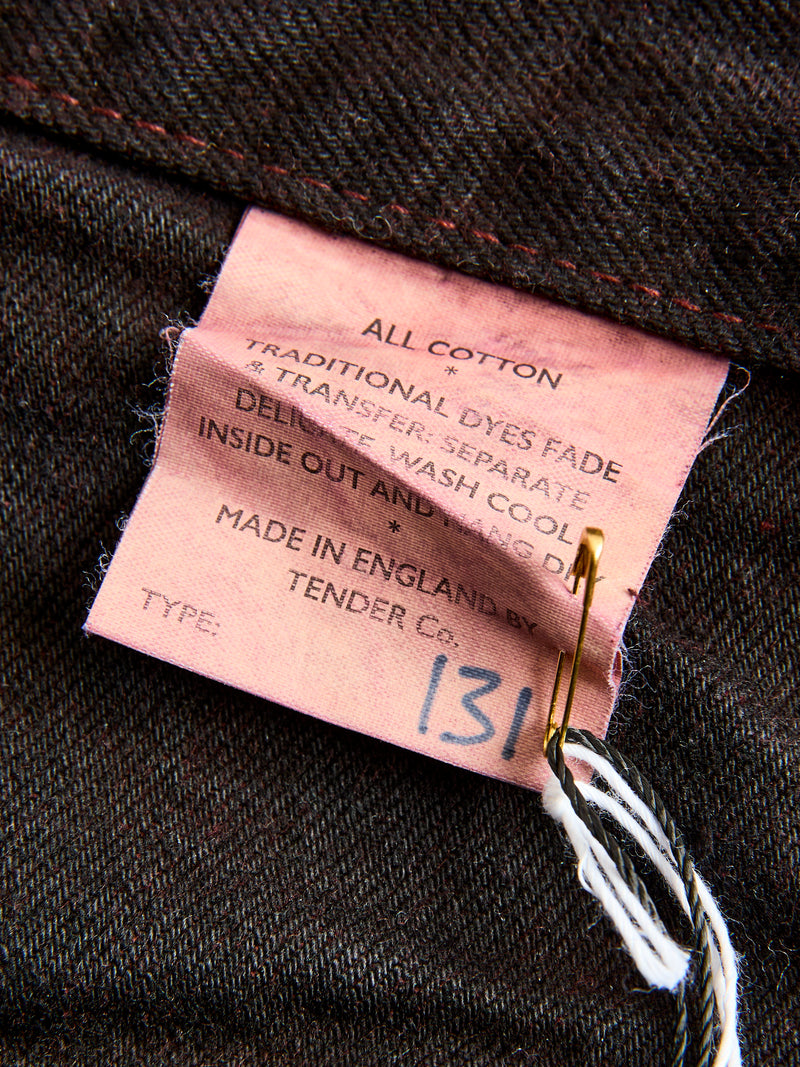 ALL COTTON
*
TRADITIONAL DYES FADE
& TRANSFER: SEPARATE
DELICATE, WASH COOL
INSIDE OUT AND HANG DRY
*
MADE IN ENGLAND BY
TENDER Co.
TYPE:
131